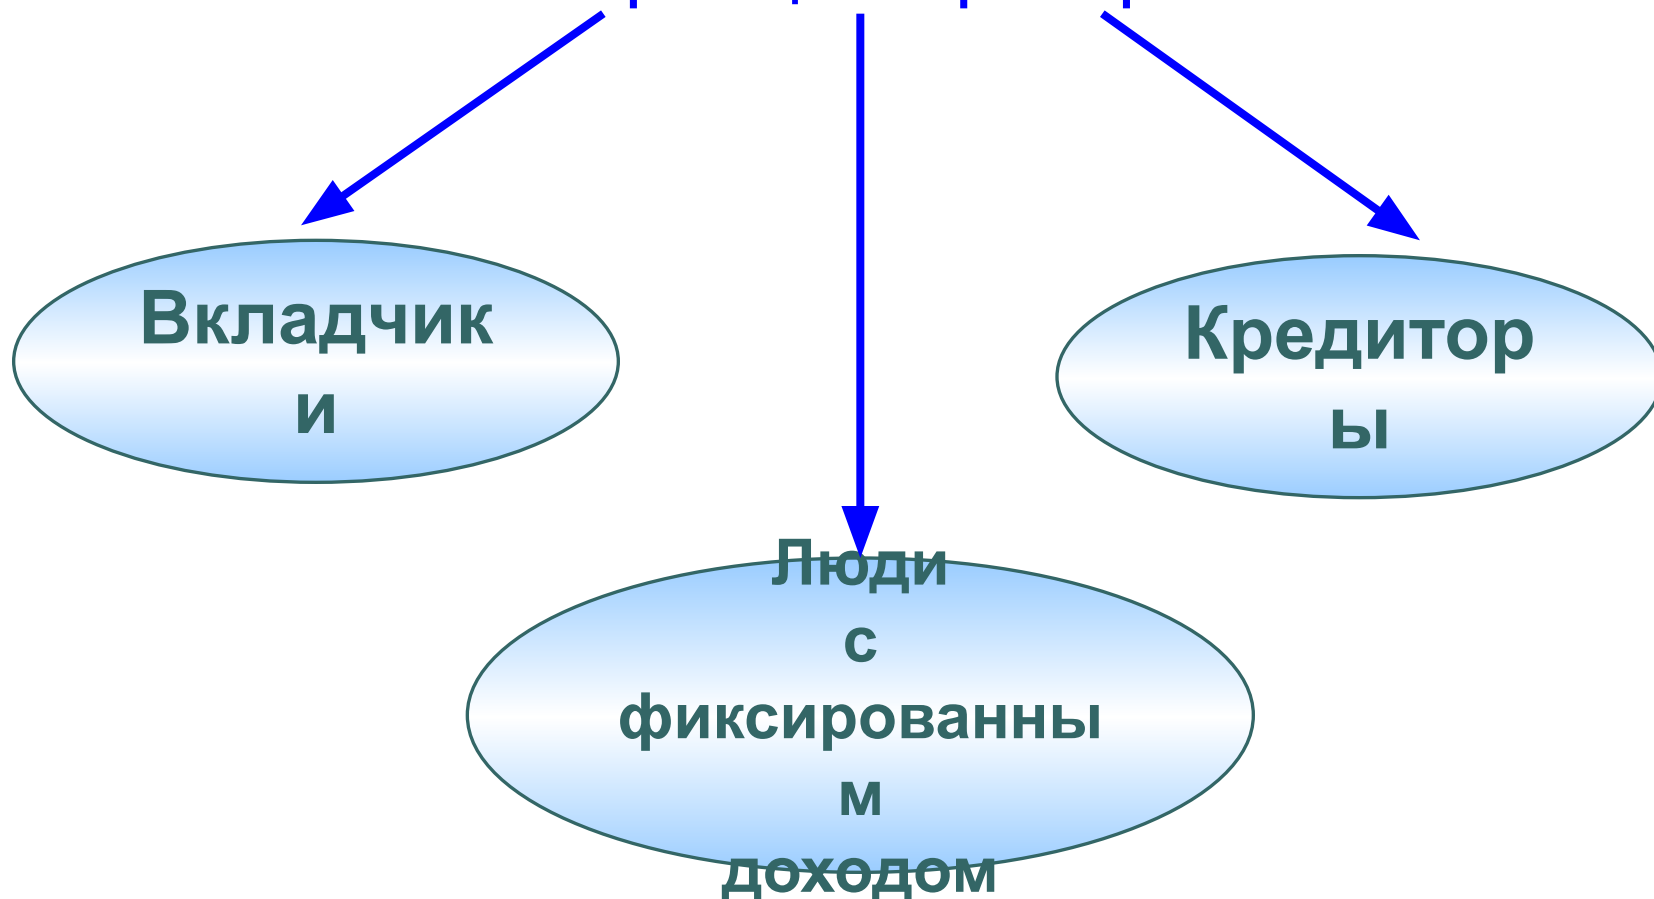 Вкладчик
и
Кредитор
ы
Люди
с
фиксированны
м
доходом